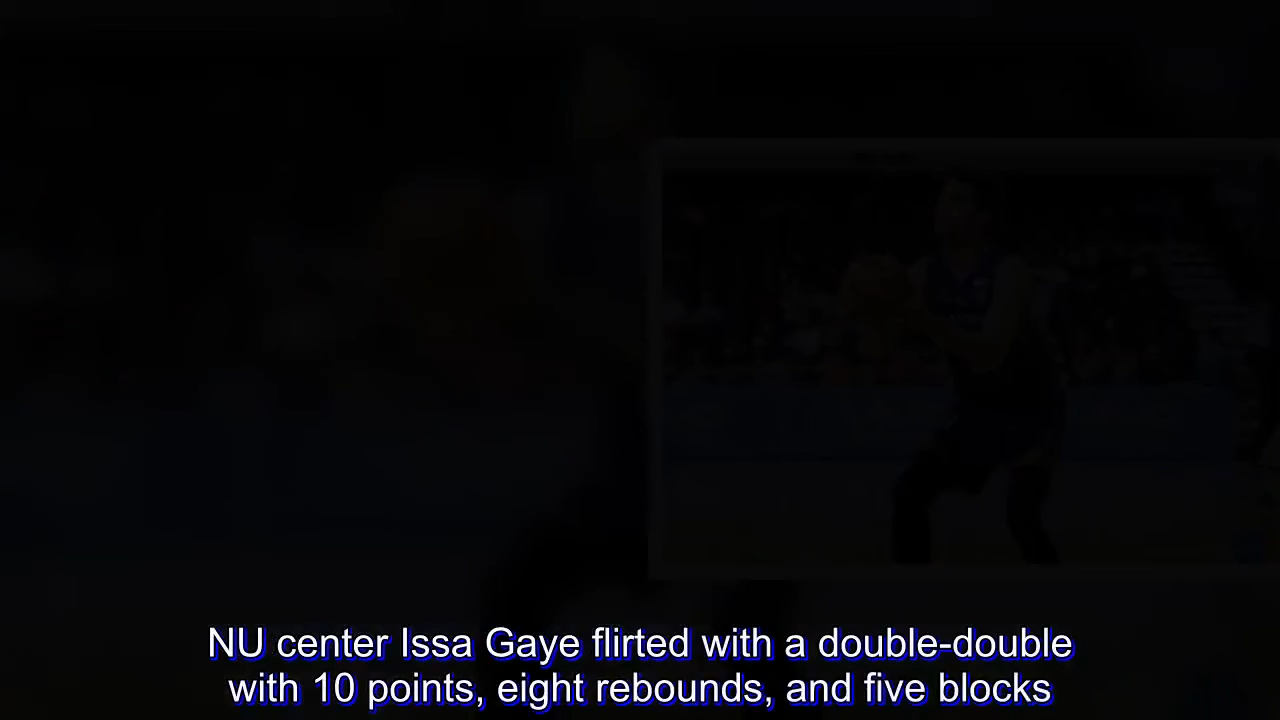 NU center Issa Gaye flirted with a double-double
with 10 points, eight rebounds, and five blocks